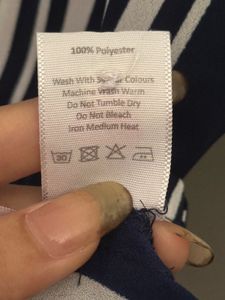 100% Polyester
Wash With Colours
Machine Wash Warm
Do Not Tumble Dry
Do Not Bleach
Iron Medium Heat
30